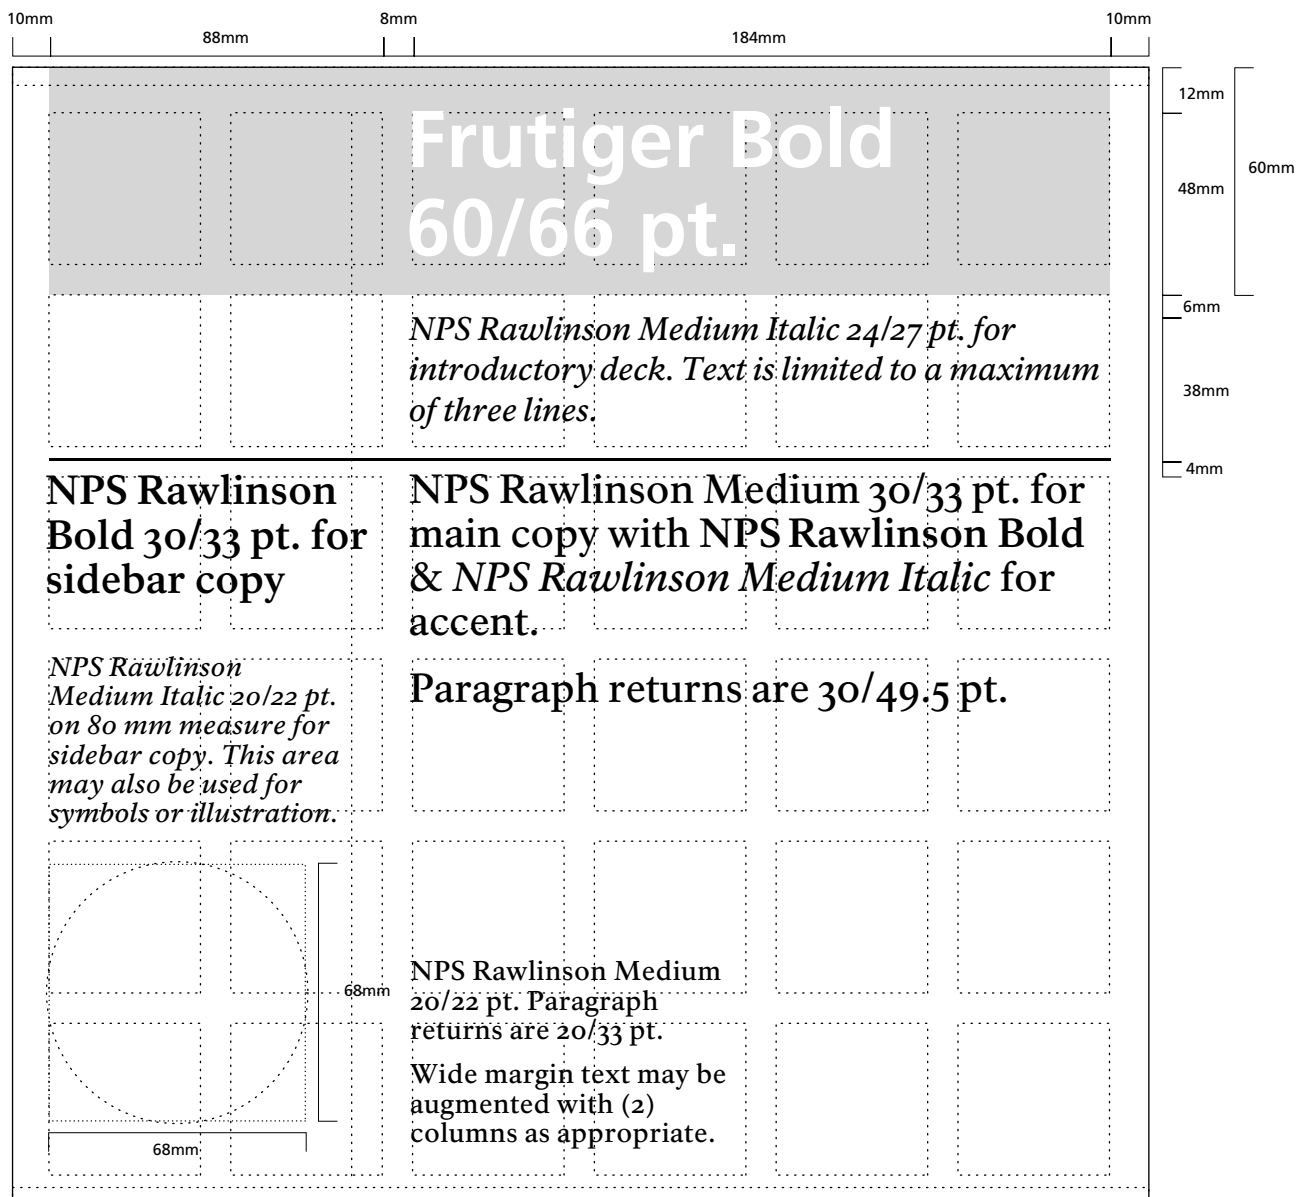 10mm
8mm
10mm
88mm
184mm
12mm
Frutiger Bold
60mm
48mm
60/66 pt.
6mm
NPS Rawlinson Medium Italic 24/27 pt. for
introductory deck. Text is limited to a maximum
of three lines.
38mm
4mm
NPS Rawlinson
Bold 30/33 pt. for
sidebar copy
NPS Rawlinson Medium 30/33 pt. for
main copy with NPS Rawlinson Bold
& NPS Rawlinson Medium Italic for
accent.
Paragraph returns are 30/49.5 pt.
NPS Rawlinson
Medium Italic 20/22 pt.
on 80 mm measure for
sidebar copy. This area
may also be used for
symbols or illustration.
68mm
68mm
NPS Rawlinson Medium
20/22 pt. Paragraph
returns are 20/33 pt.
Wide margin text may be
augmented with (2)
columns as appropriate.